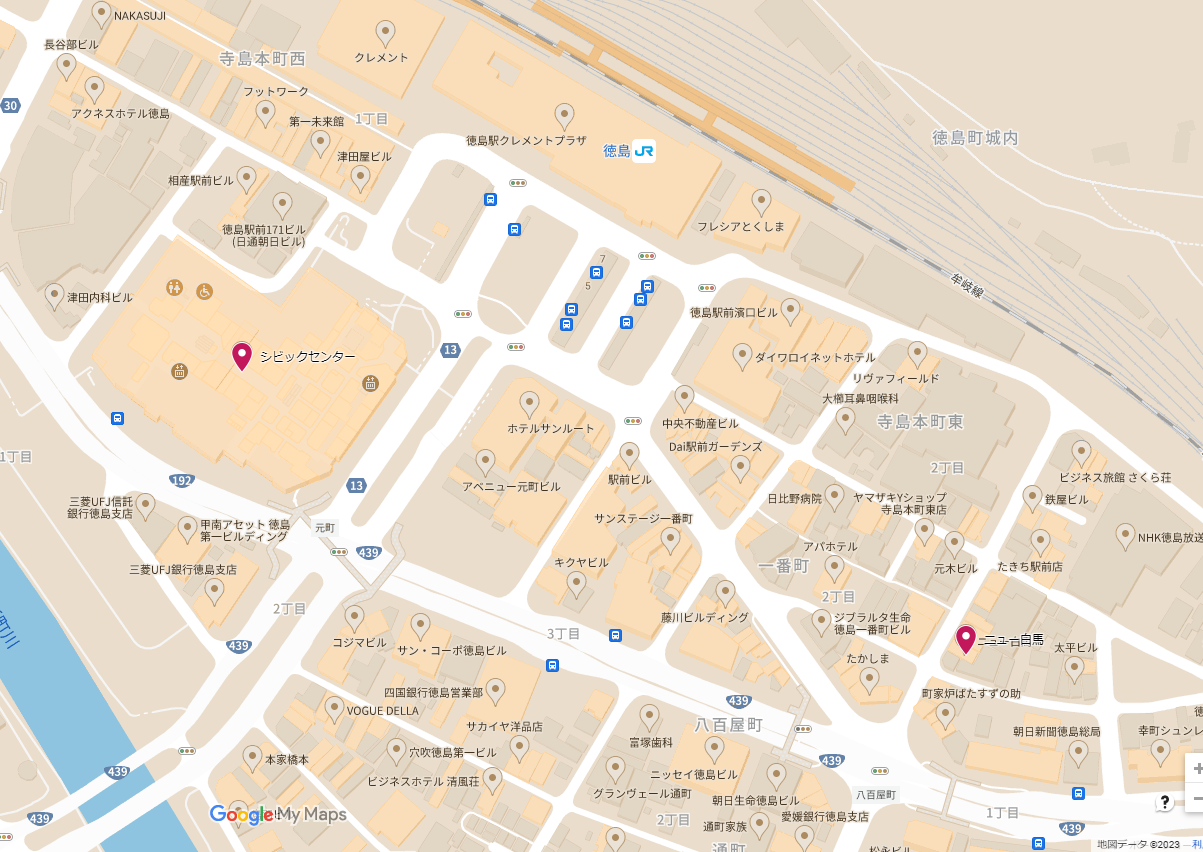 NAKASUJI
長谷部ビル
寺島本町西
クレメント
アクネスホテル徳島
フットワーク
30
第一未来館
1丁目
津田屋ビル
徳島駅クレメントプラザ
徳島
JR
徳島町城内
相産駅前ビル
徳島駅前171ビル
(日通朝日ビル)
フレシアとくしま
7
5
牟岐線
津田内科ビル
徳島駅前濱口ビル
シビックセンター
13
ダイワロイネットホテル
リヴァフィールド
大櫛耳鼻咽喉科
寺島本町東
中央不動産ビル
ホテルサンルート
Dai駅前ガーデンズ
1丁目
2丁目
駅前ビル
ビジネス旅館 さくら荘
192
13
アベニュー元町ビル
日比野病院
ヤマザキYショップ
寺島本町東店
鉄屋ビル
三菱UFJ信託
銀行徳島支店
甲南アセット 徳島
第一ビルディング
元町
サンステージ一番町
NHK徳島放送
439
アパホテル
元木ビル
たきち駅前店
キクヤビル
一番町
三菱UFJ銀行徳島支店
2丁目
2丁目
藤川ビルディング
ジブラルタ生命
徳島一番町ビル
3丁目
ニュー白馬
439
コジマビル
サン・コーポ徳島ビル
太平ビル
たかしま
四国銀行徳島営業部
町家炉ばたすずの助
439
VOGUE DELLA
サカイヤ洋品店
八百屋町
朝日新聞徳島総局
幸町シュンレ
富塚歯科
穴吹徳島第一ビル
本家橋本
439
439
ニッセイ徳島ビル
ビジネスホテル 清風荘
グランヴェール通町
朝日生命徳島ビル
八百屋町
1丁目
Google My Maps
439
2丁目
通町家族
愛媛銀行徳島支店
439
通町
松永ビル
?
地図データ ©2023
利